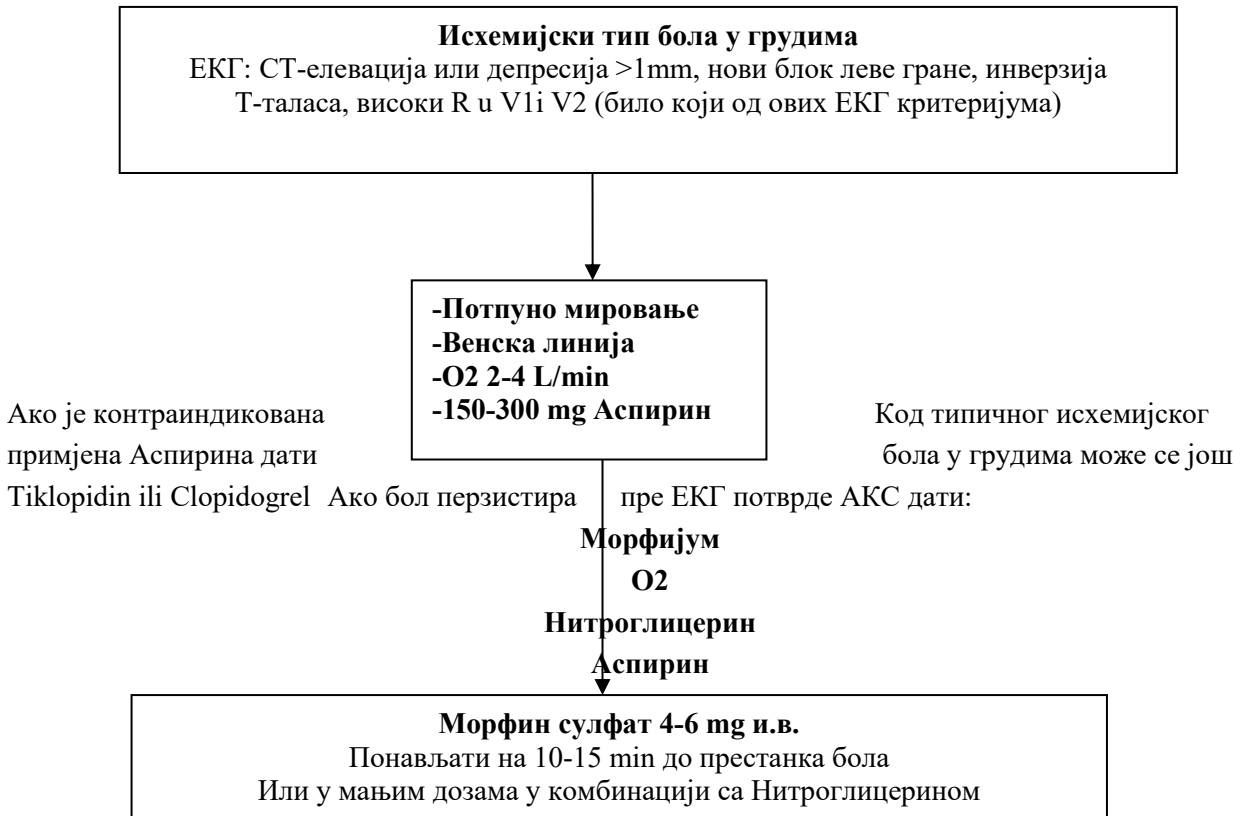 Исхемијски тип бола у грудима
ЕКГ: СТ-елевација или депресија >1mm, нови блок леве гране, инверзија
Т-таласа, високи R u V1i V2 (било који од ових ЕКГ критеријума)
-Потпуно мировање
-Венска линија
-O2 2-4 L/min
-150-300 mg Аспирин
Ако је контраиндикована Код типичног исхемијског
примјена Аспирина дати бола у грудима може се још
Tiklopidin ili Clopidogrel Ако бол перзистира пре ЕКГ потврде АКС дати:
Морфијум
O2
Нитроглицерин
Аспирин
Морфин сулфат 4-6 mg и.в.
Понављати на 10-15 min до престанка бола
Или у мањим дозама у комбинацији са Нитроглицерином